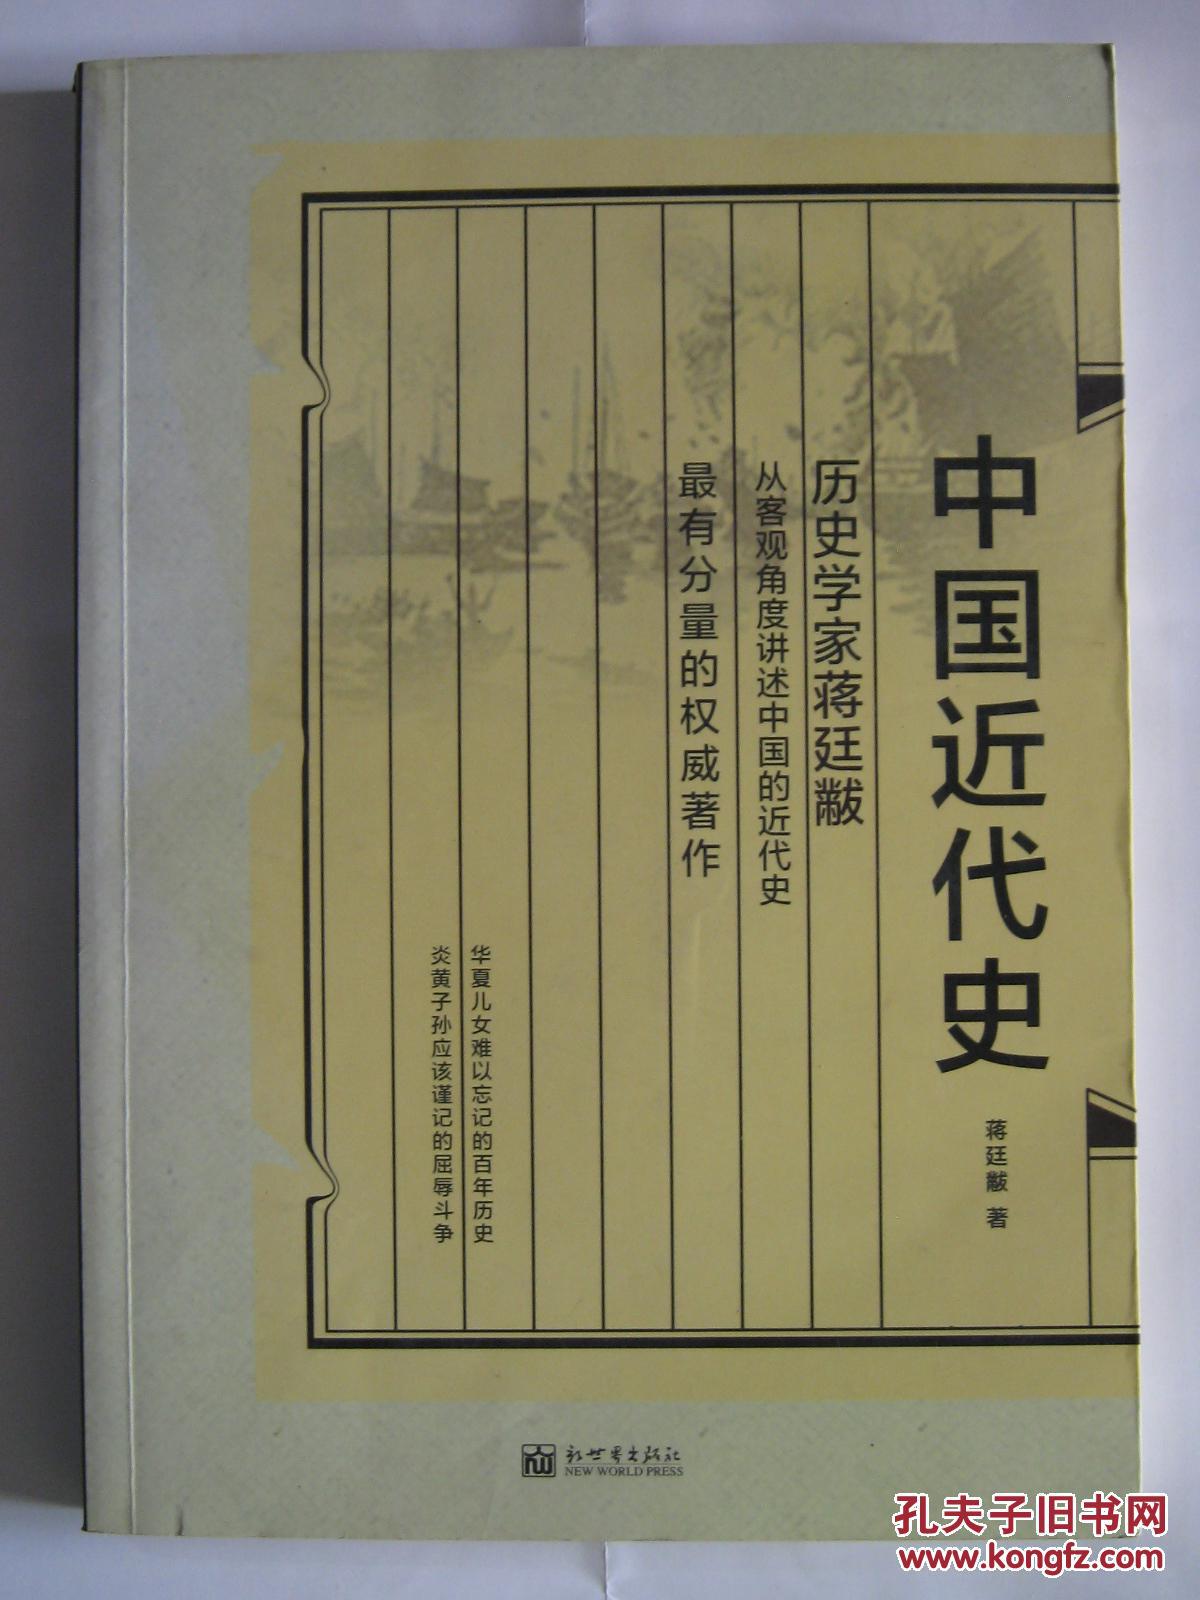 中国近代史
蒋廷黻 著
历史学家蒋廷黻
从客观角度讲述中国的近代史
最有分量的权威著作
华夏儿女难以忘记的百年历史
炎黄子孙应该谨记的屈辱斗争
新世界出版社
NEW WORLD PRESS
孔夫子旧书网
www.kongfz.com